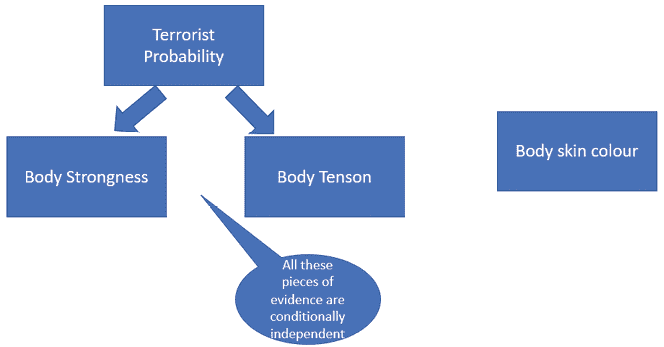 Terrorist
Probability
Body Strongness
Body Tenson
Body skin colour
All these
pieces of
evidence are
conditionally
independent